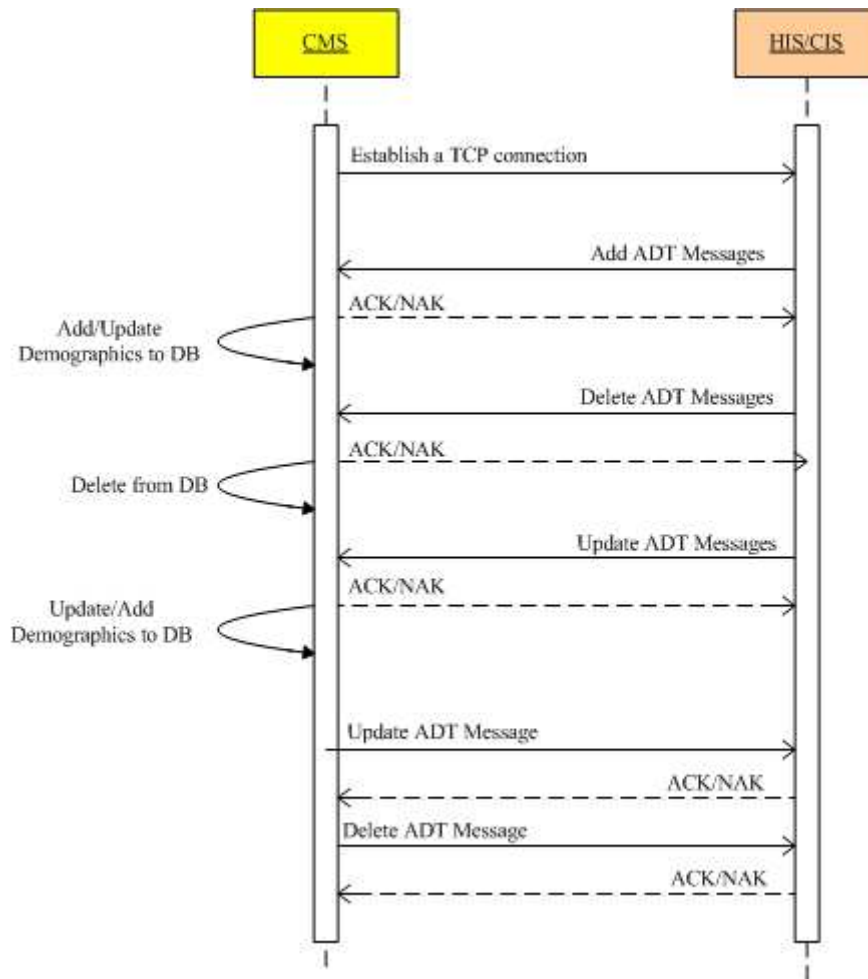 CMS
HIS/CIS
Establish a TCP connection
Add ADT Messages
ACK/NAK
Add/Update
Demographics to DB
Delete ADT Messages
ACK/NAK
Delete from DB
Update ADT Messages
ACK/NAK
Update/Add
Demographics to DB
Update ADT Message
ACK/NAK
Delete ADT Message
ACK/NAK